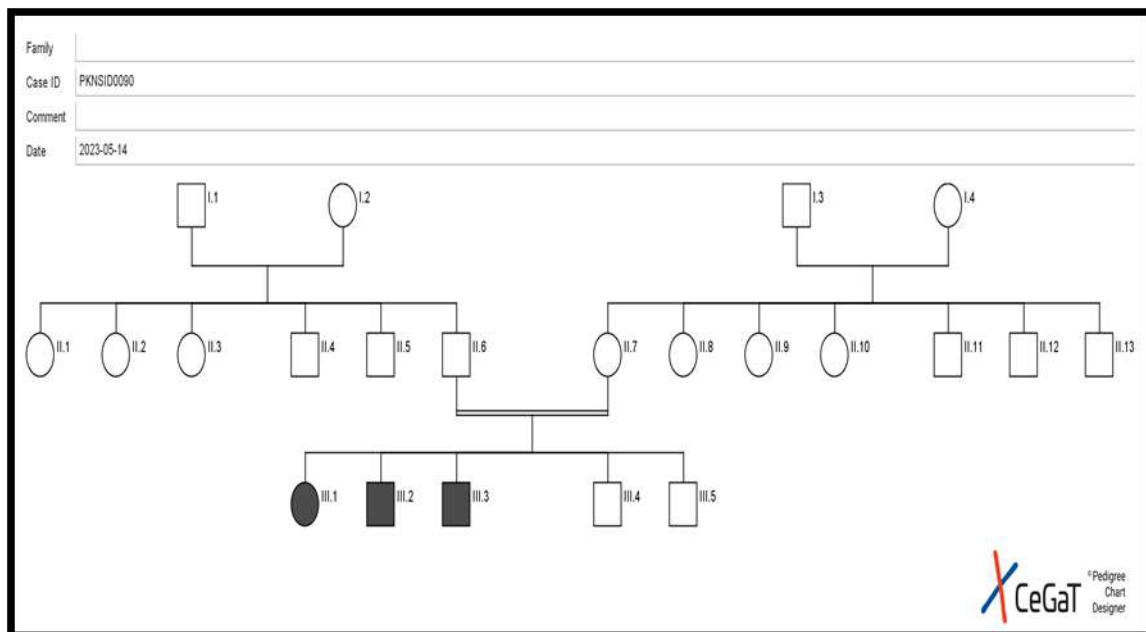 Family
Case ID PKNSID0090
Comment
Date 2023-05-14
I.1 I.2 I.3 I.4
II.1 II.2 II.3 II.4 II.5 II.6 II.7 II.8 II.9 II.10 II.11 II.12 II.13
III.1 III.2 III.3 III.4 III.5
CeGaT
© Pedigree
Chart
Designer